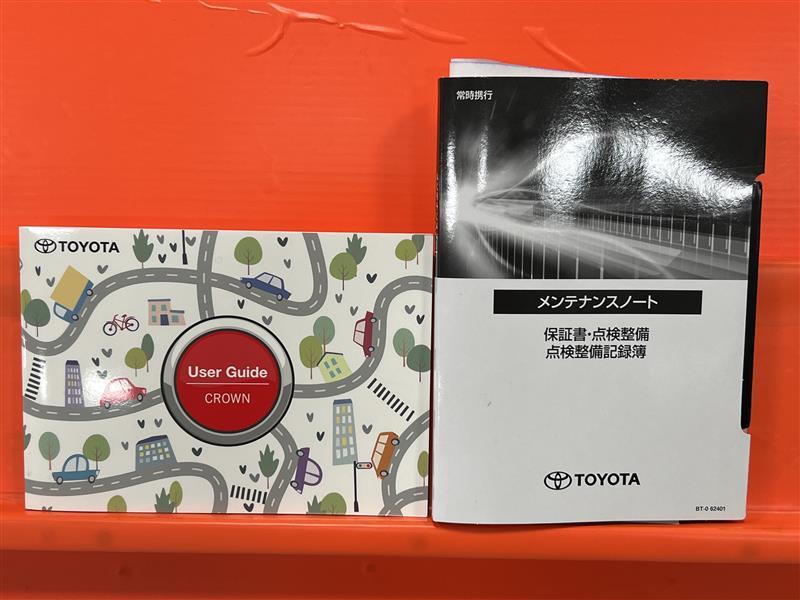 TOYOTA
User Guide
CROWN
常時携行
メンテナンスノート
保証書・点検整備
点検整備記録簿
TOYOTA
BT-0 62401